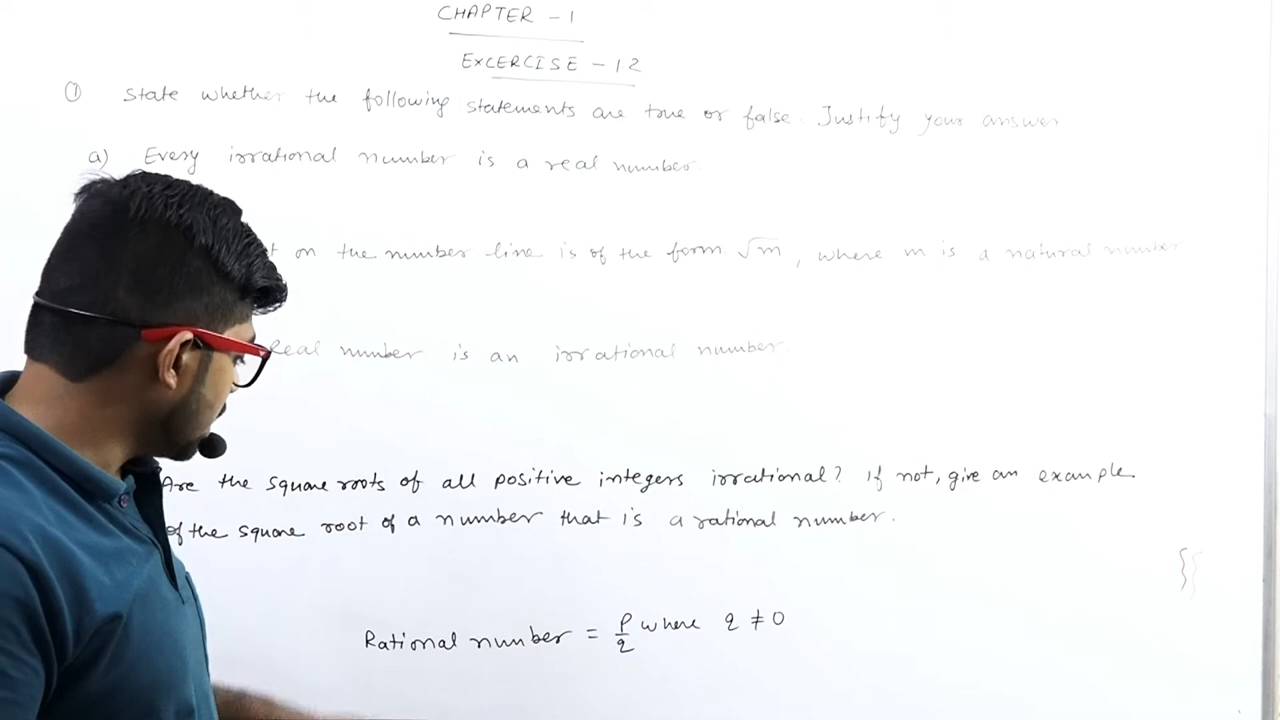 CHAPTER - 1
EXCERCISE - 1 2
① State whether the following statements are true or false. Justify your answer
a) Every irrational number is a real number.
on the number line is of the form √m, where m is a natural number
Real number is an irrational number.
Are the square roots of all positive integers irrational? If not, give an example
of the square root of a number that is a rational number.
Rational number = p/q where q ≠ 0